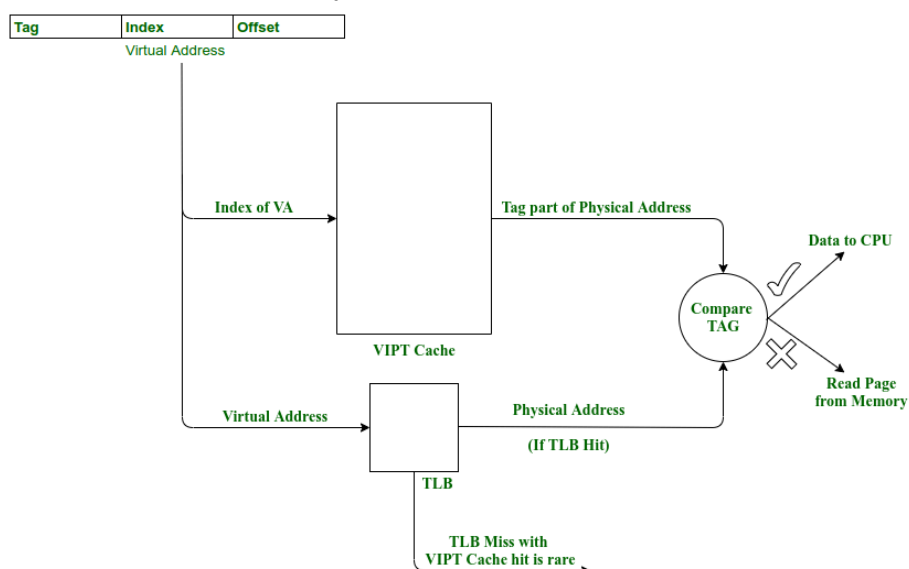 Tag Index Offset
Virtual Address
Index of VA
Tag part of Physical Address
Data to CPU
Compare
TAG
VIPT Cache
Read Page
from Memory
Virtual Address
Physical Address
(If TLB Hit)
TLB
TLB Miss with
VIPT Cache hit is rare